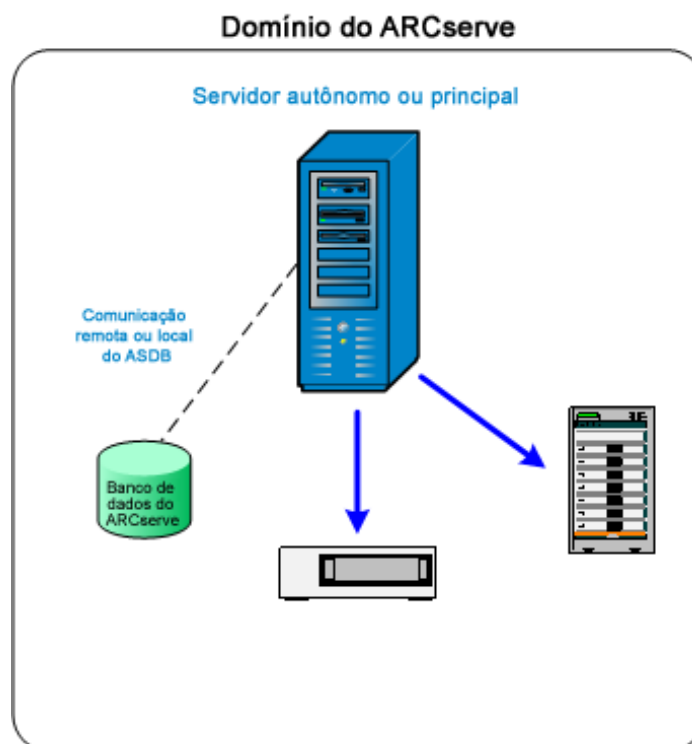 Domínio do ARCserve
Servidor autônomo ou principal
Comunicação
remota ou local
do ASDB
Banco de
dados do
ARCserve